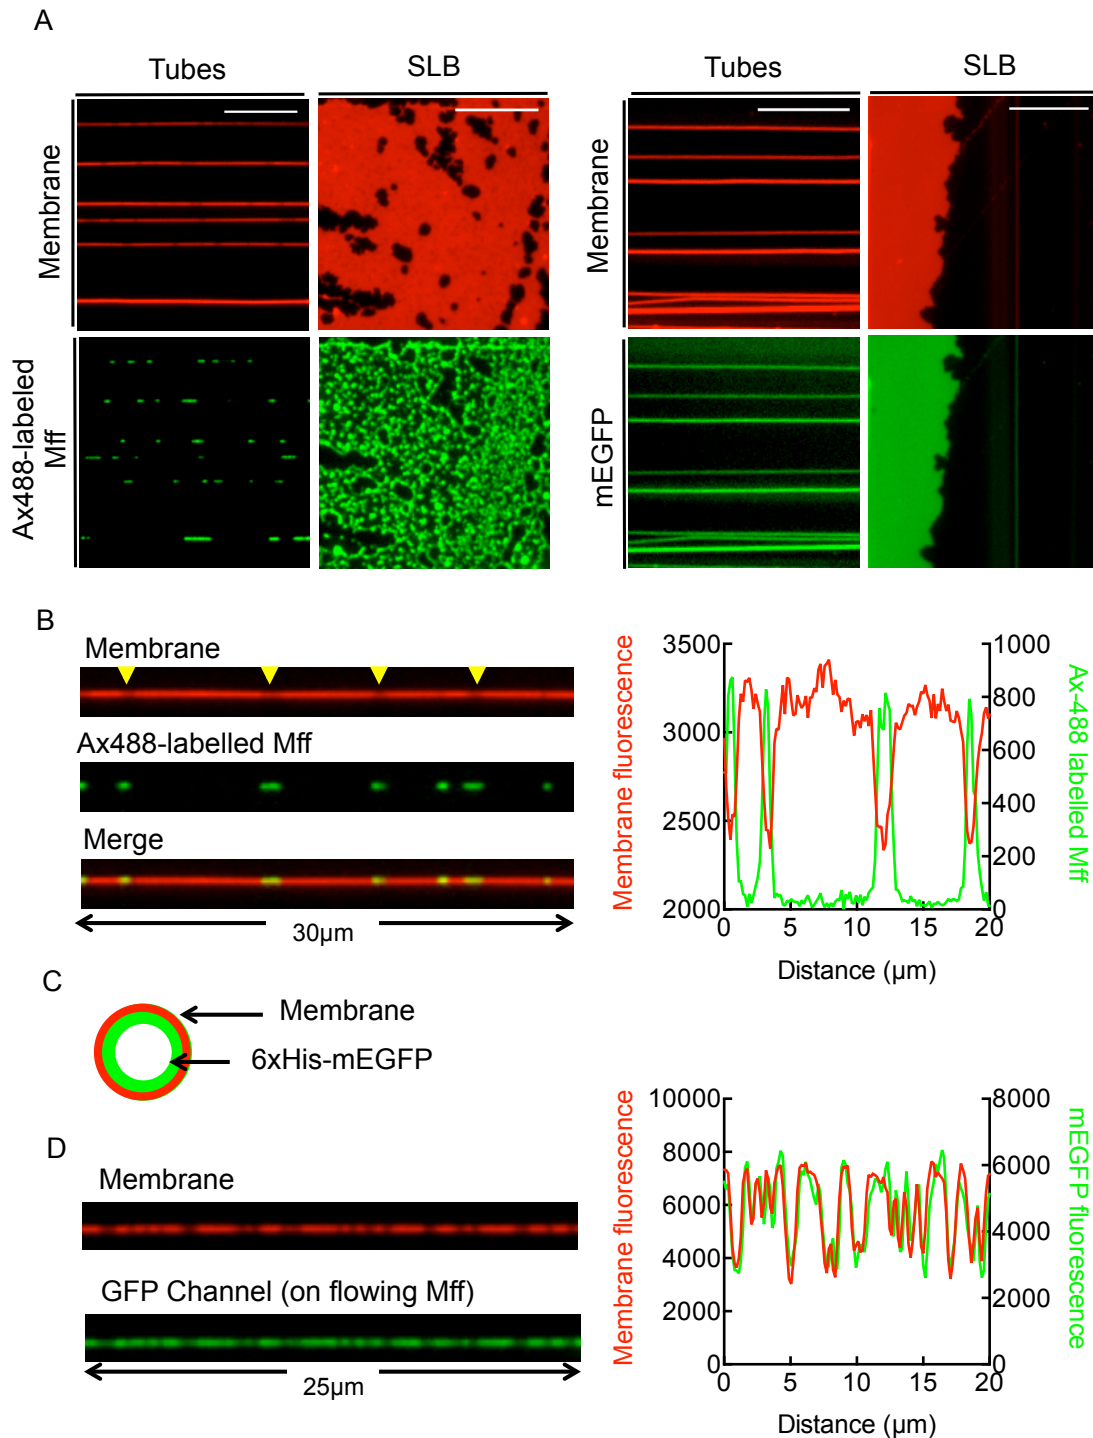 A
Tubes
SLB
Tubes
SLB
Membrane
Membrane
Ax488-labeled
Mff
mEGFP
B
Membrane
Ax488-labelled Mff
Merge
30µm
Membrane fluorescence
3500
3000
2500
2000
1000
800
600
400
200
0
Ax-488
labelled Mff
0 5 10 15 20
Distance (µm)
C
Membrane
6xHis-mEGFP
D
Membrane
GFP Channel (on flowing Mff)
25µm
Membrane fluorescence
10000
8000
6000
4000
2000
0
8000
6000
4000
2000
0
mEGFP fluorescence
0 5 10 15 20
Distance (µm)